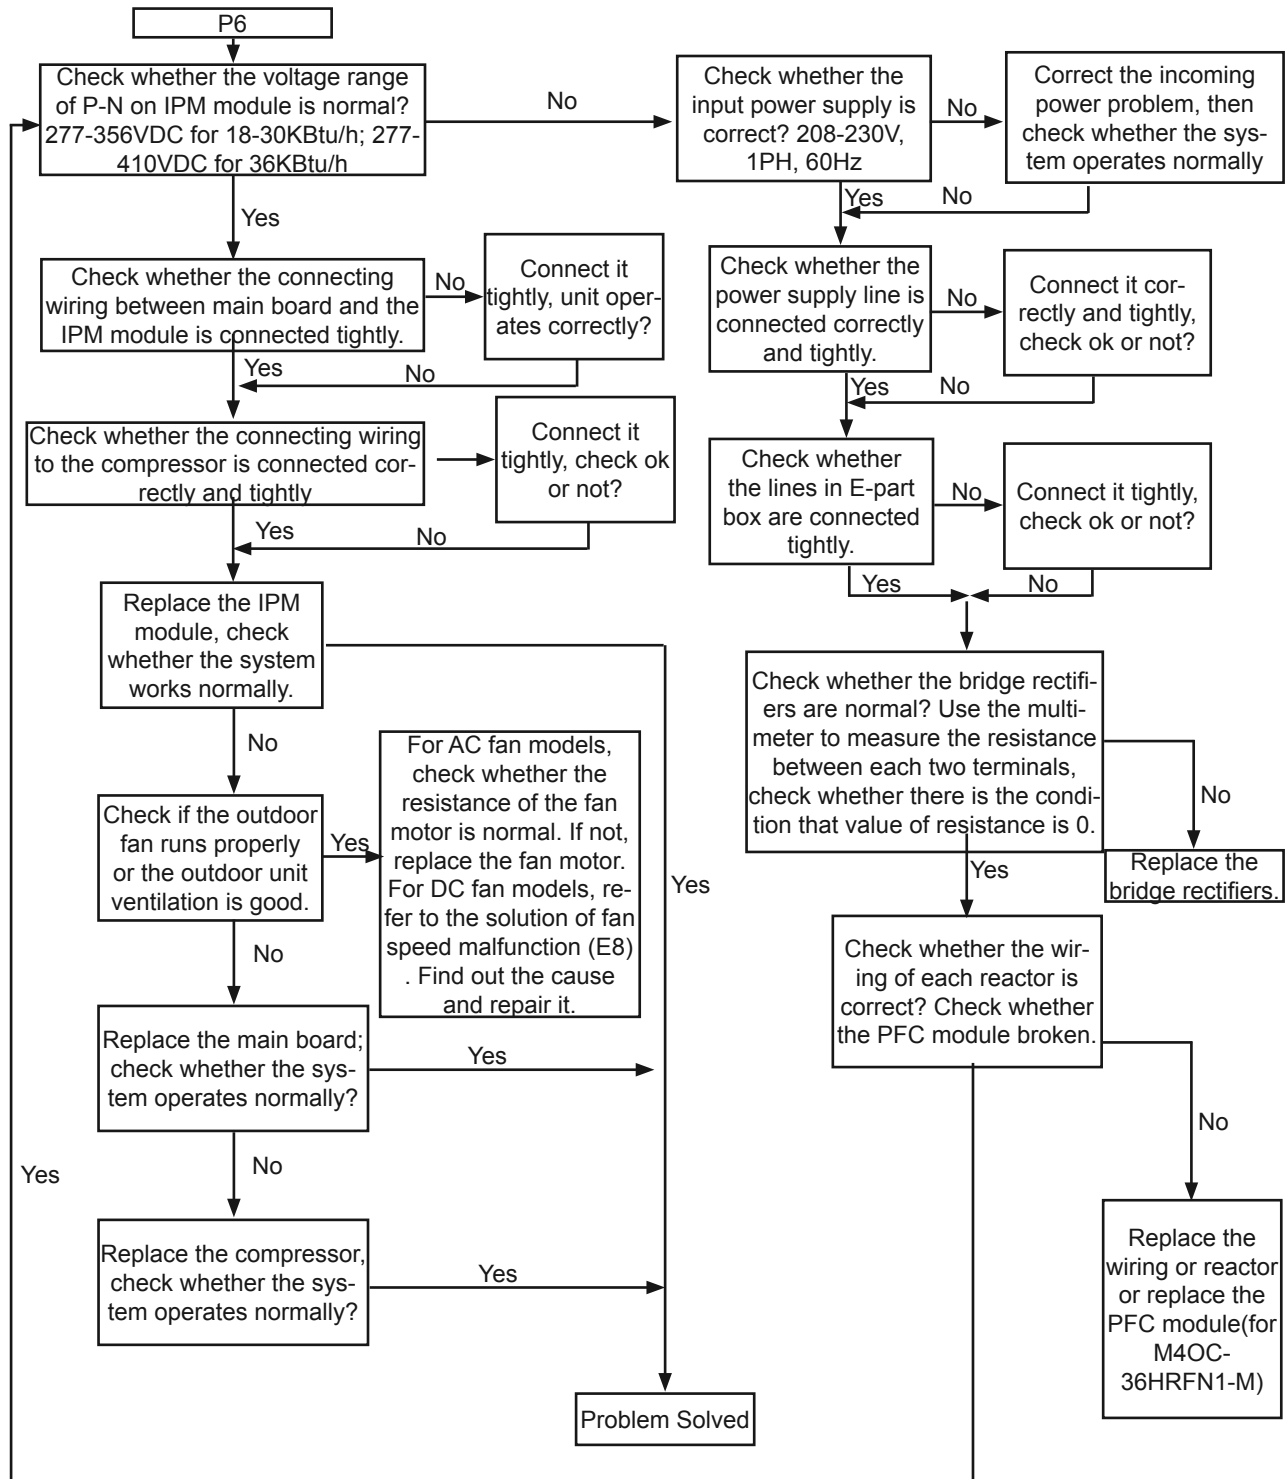 P6
Check whether the voltage range
of P-N on IPM module is normal?
277-356VDC for 18-30KBtu/h; 277-
410VDC for 36KBtu/h
No
Check whether the
input power supply is
correct? 208-230V,
1PH, 60Hz
No
Correct the incoming
power problem, then
check whether the sys-
tem operates normally
Yes
Yes
No
Check whether the connecting
wiring between main board and the
IPM module is connected tightly.
No
Connect it
tightly, unit oper-
ates correctly?
Yes
No
Check whether the
power supply line is
connected correctly
and tightly.
No
Connect it cor-
rectly and tightly,
check ok or not?
Yes
No
Check whether the connecting wiring
to the compressor is connected cor-
rectly and tightly
Connect it
tightly, check ok
or not?
Yes
No
Check whether
the lines in E-part
box are connected
tightly.
No
Connect it tightly,
check ok or not?
Yes
No
Replace the IPM
module, check
whether the system
works normally.
No
Check whether the bridge rectifi-
ers are normal? Use the multi-
meter to measure the resistance
between each two terminals,
check whether there is the condi-
tion that value of resistance is 0.
No
Replace the
bridge rectifiers.
Yes
Check if the outdoor
fan runs properly
or the outdoor unit
ventilation is good.
Yes
For AC fan models,
check whether the
resistance of the fan
motor is normal. If not,
replace the fan motor.
For DC fan models, re-
fer to the solution of fan
speed malfunction (E8)
. Find out the cause
and repair it.
Yes
No
Check whether the wir-
ing of each reactor is
correct? Check whether
the PFC module broken.
No
Replace the main board;
check whether the sys-
tem operates normally?
Yes
No
Yes
Replace the compressor,
check whether the sys-
tem operates normally?
Yes
Replace the
wiring or reactor
or replace the
PFC module(for
M4OC-
36HRFN1-M)
Problem Solved